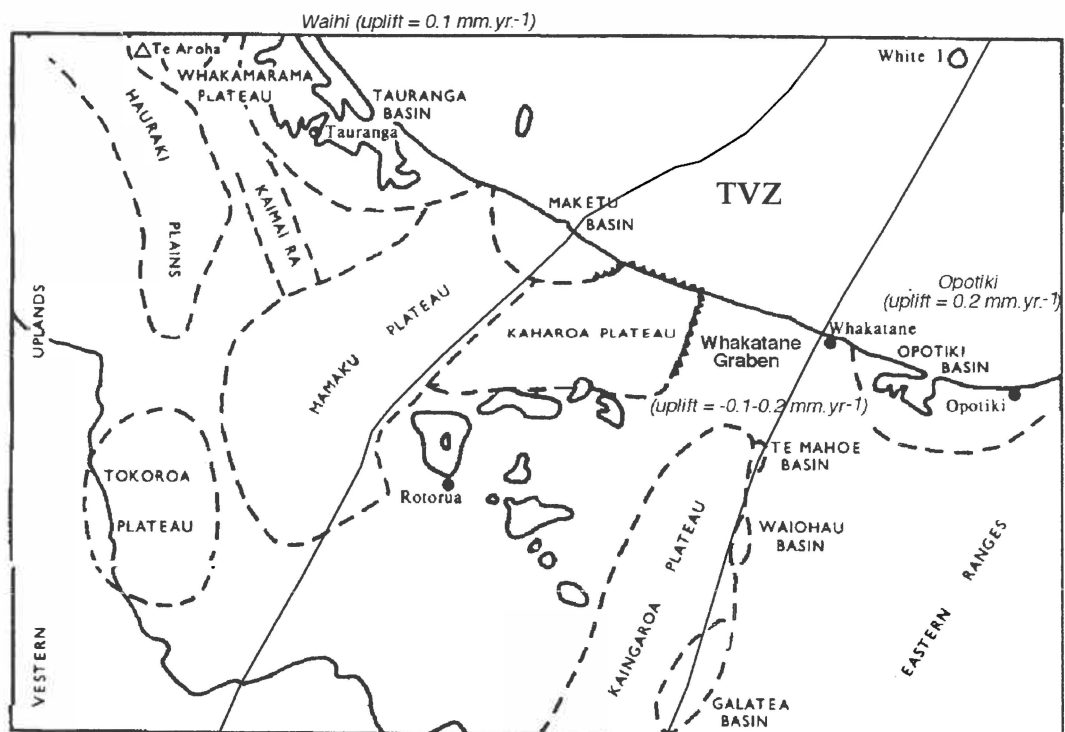 Waihi (uplift = 0.1 mm.yr.-1)
Te Aroha
White I
WHAKAMARAMA
PLATEAU
TAURANGA
BASIN
Tauranga
HAURAKI
PLAINS
KAIMAI RA
TVZ
MAKETU
BASIN
Opotiki
(uplift = 0.2 mm.yr.-1)
UPLANDS
MAMAKU
PLATEAU
KAHAROA PLATEAU
Whakatane
Graben
Whakatane
OPOTIKI
BASIN
Opotiki
(uplift = -0.1-0.2 mm.yr-1)
TE MAHOE
BASIN
TOKOROA
PLATEAU
Rotorua
WAIOHAU
BASIN
KAINGAROA
PLATEAU
EASTERN
RANGES
VESTERN
GALATEA
BASIN